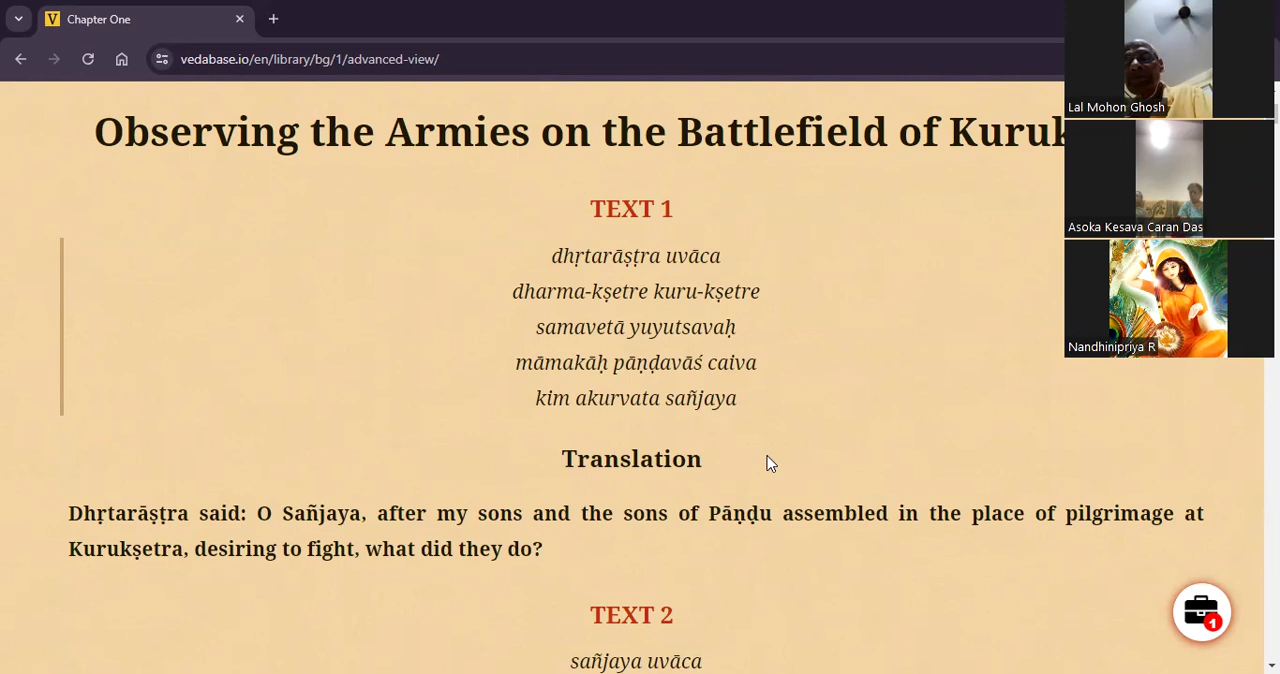 Chapter One
vedabase.io/en/library/bg/1/advanced-view/
Observing the Armies on the Battlefield of
TEXT 1
dhṛtarāṣṭra uvāca
dharma-kṣetre kuru-kṣetre
samavetā yuyutsavaḥ
māmakāḥ pāṇḍavāś caiva
kim akurvata sañjaya
Translation
Dhṛtarāṣṭra said: O Sañjaya, after my sons and the sons of Pāṇḍu assembled in the place of pilgrimage at
Kurukṣetra, desiring to fight, what did they do?
TEXT 2
sañjaya uvāca
Lal Mohon Ghosh
Asoka Kesava Caran Das
Nandhinipriya R
1